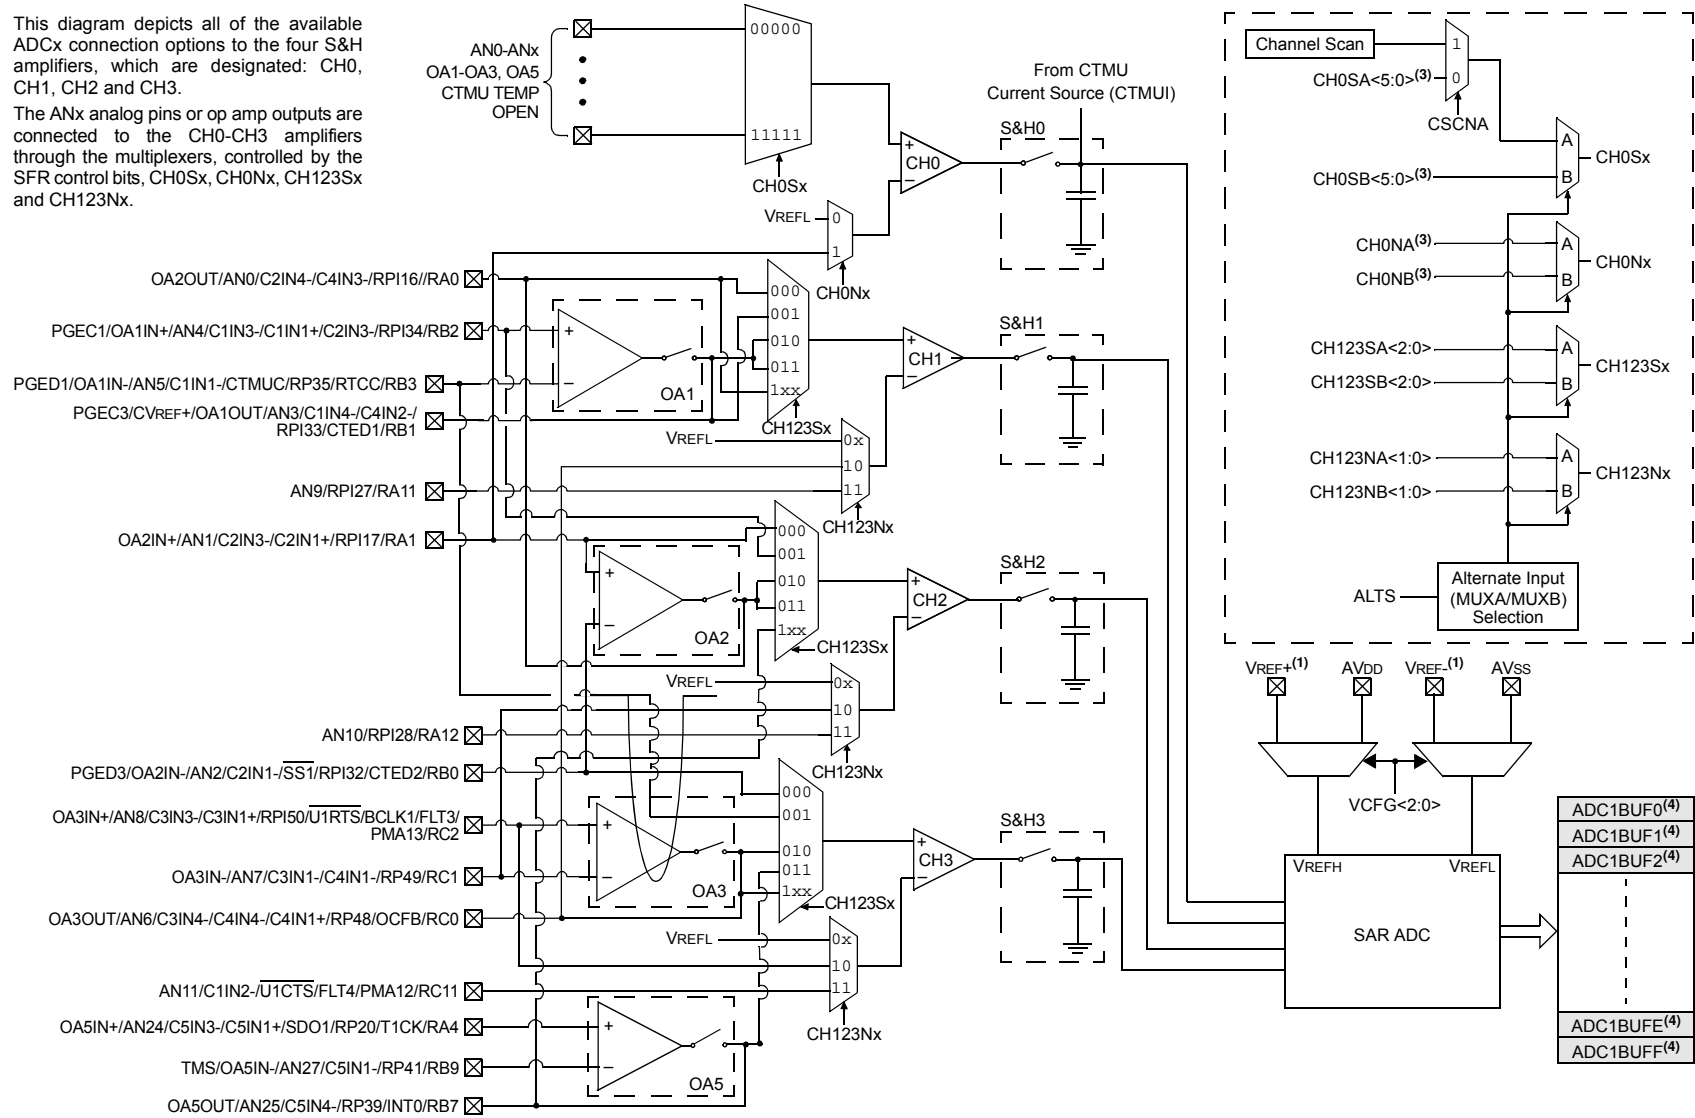 This diagram depicts all of the available
ADCx connection options to the four S&H
amplifiers, which are designated: CH0,
CH1, CH2 and CH3.
The ANx analog pins or op amp outputs are
connected to the CH0-CH3 amplifiers
through the multiplexers, controlled by the
SFR control bits, CH0Sx, CH0Nx, CH123Sx
and CH123Nx.
AN0-ANx
OA1-OA3, OA5
CTMU TEMP
OPEN
00000
11111
CH0Sx
+
CH0
–
From CTMU
Current Source (CTMUI)
S&H0
VREFL
0
1
CH0Nx
OA2OUT/AN0/C2IN4-/C4IN3-/RPI16//RA0
PGEC1/OA1IN+/AN4/C1IN3-/C1IN1+/C2IN3-/RPI34/RB2
PGED1/OA1IN-/AN5/C1IN1-/CTMUC/RP35/RTCC/RB3
PGEC3/CVREF+/OA1OUT/AN3/C1IN4-/C4IN2-/
RPI33/CTED1/RB1
+
–
OA1
000
001
010
011
1xx
CH123Sx
+
CH1
–
S&H1
VREFL
0x
10
11
CH123Nx
AN9/RPI27/RA11
OA2IN+/AN1/C2IN3-/C2IN1+/RPI17/RA1
+
–
OA2
000
001
010
011
1xx
CH123Sx
+
CH2
–
S&H2
VREFL
0x
10
11
CH123Nx
AN10/RPI28/RA12
PGED3/OA2IN-/AN2/C2IN1-/SS1/RPI32/CTED2/RB0
OA3IN+/AN8/C3IN3-/C3IN1+/RPI50/U1RTS/BCLK1/FLT3/
PMA13/RC2
OA3IN-/AN7/C3IN1-/C4IN1-/RP49/RC1
OA3OUT/AN6/C3IN4-/C4IN4-/C4IN1+/RP48/OCFB/RC0
+
–
OA3
000
001
010
011
1xx
CH123Sx
+
CH3
–
S&H3
VREFL
0x
10
11
CH123Nx
AN11/C1IN2-/U1CTS/FLT4/PMA12/RC11
OA5IN+/AN24/C5IN3-/C5IN1+/SDO1/RP20/T1CK/RA4
TMS/OA5IN-/AN27/C5IN1-/RP41/RB9
OA5OUT/AN25/C5IN4-/RP39/INT0/RB7
+
–
OA5
Channel Scan
1
CH0SA<5:0>(3)
0
CSCNA
A
CH0Sx
CH0SB<5:0>(3)
B
CH0NA(3)
A
CH0Nx
CH0NB(3)
B
CH123SA<2:0>
A
CH123Sx
CH123SB<2:0>
B
CH123NA<1:0>
A
CH123Nx
CH123NB<1:0>
B
ALTS
Alternate Input
(MUXA/MUXB)
Selection
VREF+(1)
AVDD
VREF-(1)
AVSS
VCFG<2:0>
VREFH
VREFL
SAR ADC
ADC1BUF0(4)
ADC1BUF1(4)
ADC1BUF2(4)
ADC1BUFE(4)
ADC1BUFF(4)